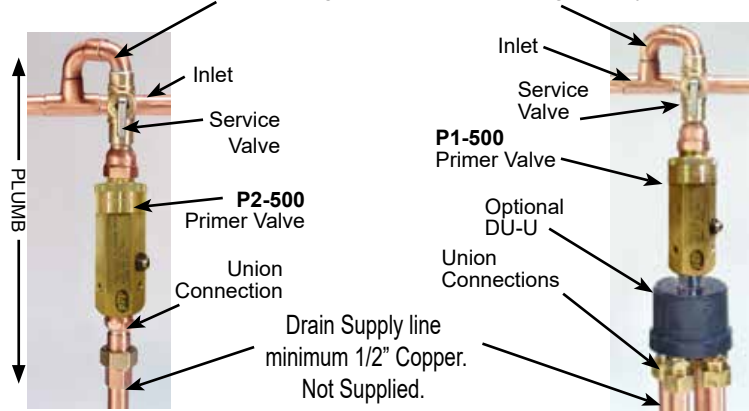 Inlet
Service
Valve
PLUMB
P2-500
Primer Valve
Union
Connection
Drain Supply line
minimum 1/2” Copper.
Not Supplied.
Inlet
Service
Valve
P1-500
Primer Valve
Optional
DU-U
Union
Connections